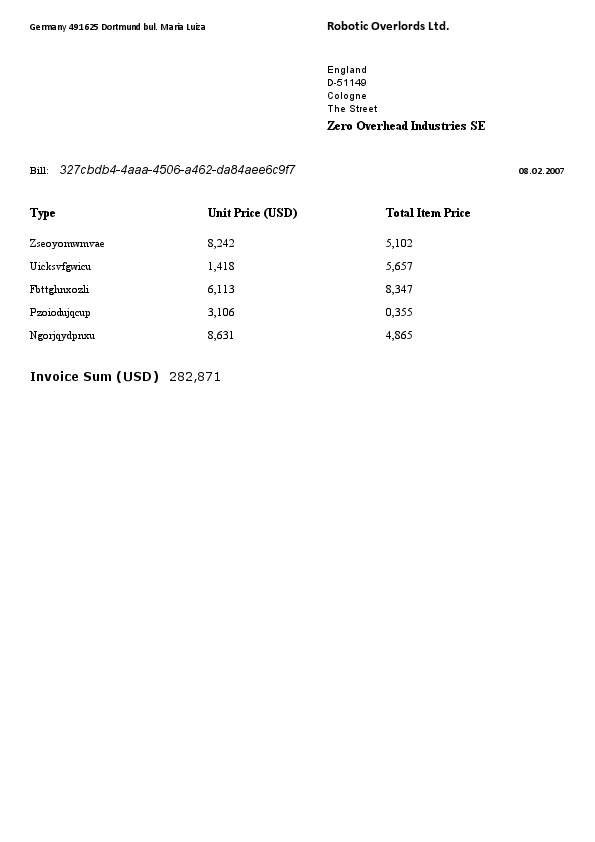 Germany 491625 Dortmund bul. Maria Luiza
Robotic Overlords Ltd.
England
D-51149
Cologne
The Street
Zero Overhead Industries SE
Bill: 327cbdb4-4aaa-4506-a462-da84aee6c9f7 08.02.2007
Type Unit Price (USD) Total Item Price
Zseoyomwmvae 8,242 5,102
Uicksvfgwicu 1,418 5,657
Fbttghnxozli 6,113 8,347
Pzoiodujqcup 3,106 0,355
Ngorjqydpnxu 8,631 4,865
Invoice Sum (USD) 282,871